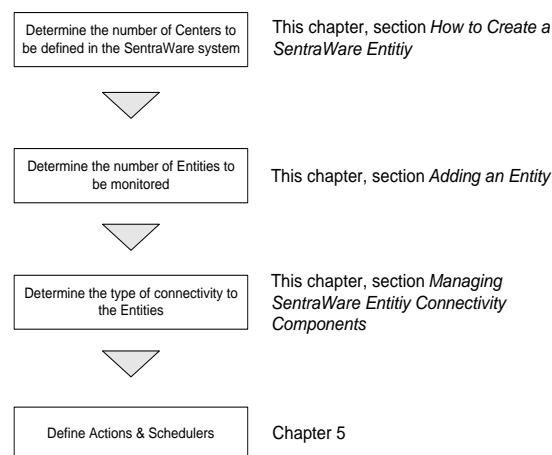 Determine the number of Centers to
be defined in the SentraWare system
This chapter, section How to Create a
SentraWare Entitiy
Determine the number of Entities to
be monitored
This chapter, section Adding an Entity
Determine the type of connectivity to
the Entities
This chapter, section Managing
SentraWare Entitiy Connectivity
Components
Define Actions & Schedulers
Chapter 5